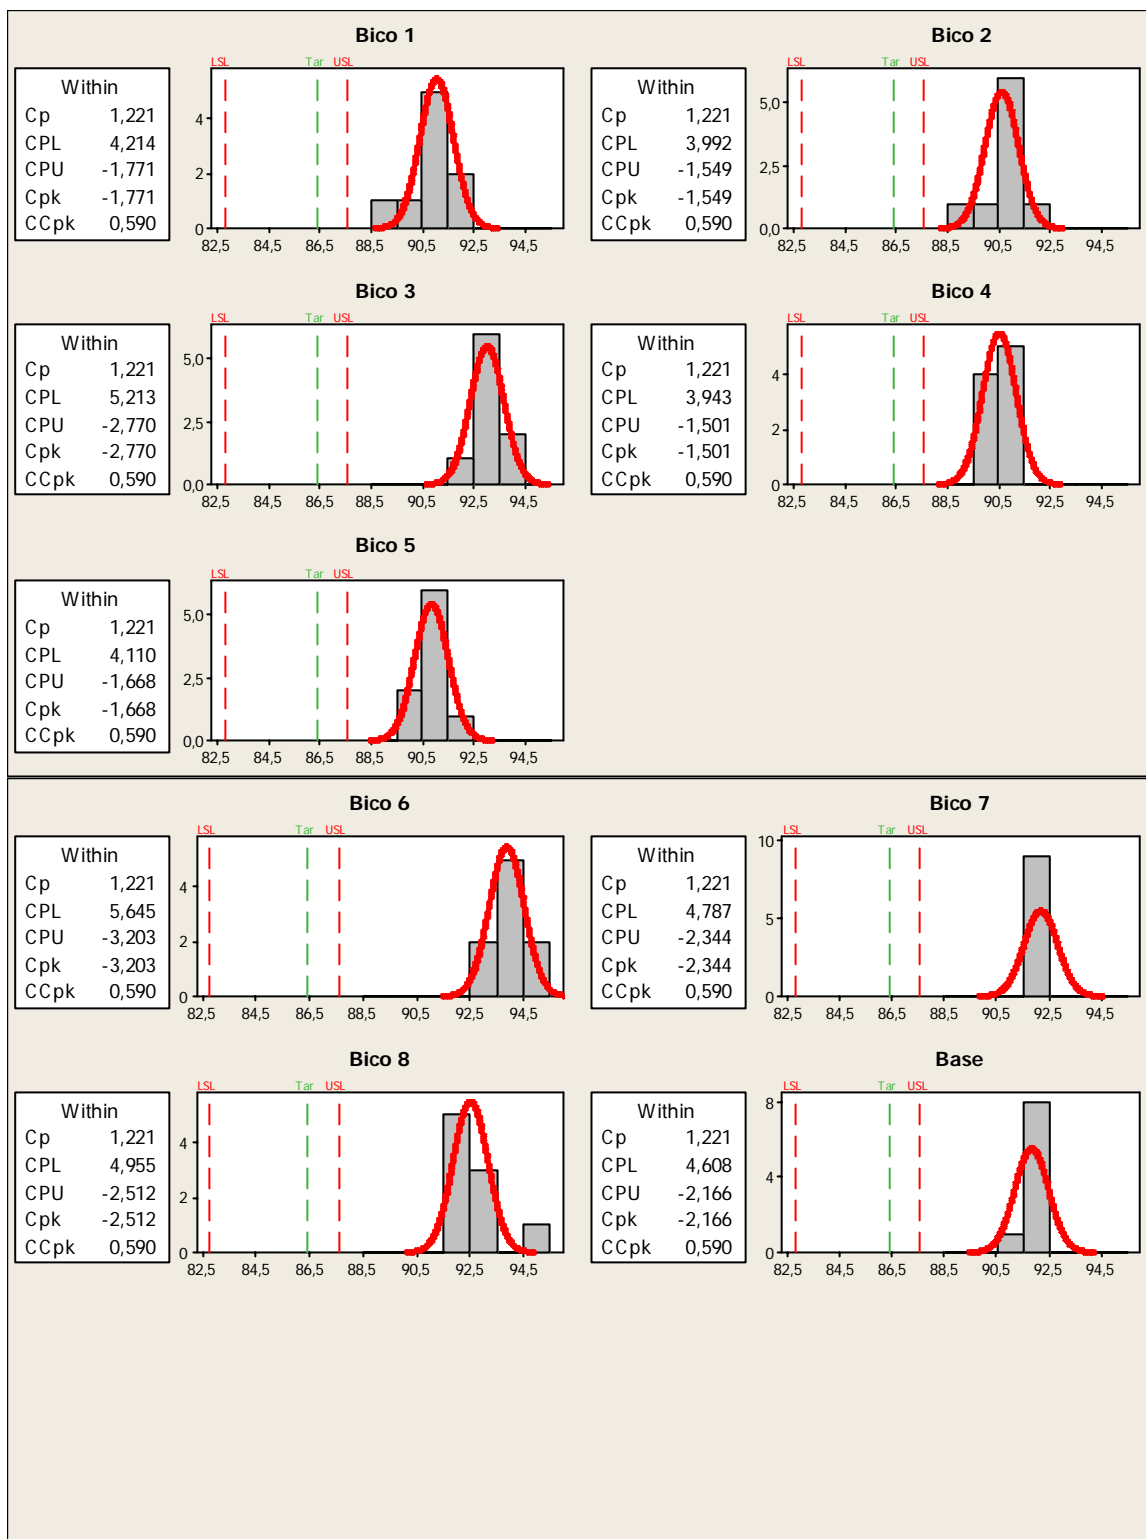 Bico 1
LSL Tar USL
Within
Cp 1,221
CPL 4,214
CPU -1,771
Cpk -1,771
CCpk 0,590
4
2
0
82,5 84,5 86,5 88,5 90,5 92,5 94,5
Bico 2
LSL Tar USL
Within
Cp 1,221
CPL 3,992
CPU -1,549
Cpk -1,549
CCpk 0,590
5,0
2,5
0,0
82,5 84,5 86,5 88,5 90,5 92,5 94,5
Bico 3
LSL Tar USL
Within
Cp 1,221
CPL 5,213
CPU -2,770
Cpk -2,770
CCpk 0,590
5,0
2,5
0,0
82,5 84,5 86,5 88,5 90,5 92,5 94,5
Bico 4
LSL Tar USL
Within
Cp 1,221
CPL 3,943
CPU -1,501
Cpk -1,501
CCpk 0,590
4
2
0
82,5 84,5 86,5 88,5 90,5 92,5 94,5
Bico 5
LSL Tar USL
Within
Cp 1,221
CPL 4,110
CPU -1,668
Cpk -1,668
CCpk 0,590
5,0
2,5
0,0
82,5 84,5 86,5 88,5 90,5 92,5 94,5
Bico 6
LSL Tar USL
Within
Cp 1,221
CPL 5,645
CPU -3,203
Cpk -3,203
CCpk 0,590
4
2
0
82,5 84,5 86,5 88,5 90,5 92,5 94,5
Bico 7
LSL Tar USL
Within
Cp 1,221
CPL 4,787
CPU -2,344
Cpk -2,344
CCpk 0,590
10
5
0
82,5 84,5 86,5 88,5 90,5 92,5 94,5
Bico 8
LSL Tar USL
Within
Cp 1,221
CPL 4,955
CPU -2,512
Cpk -2,512
CCpk 0,590
4
2
0
82,5 84,5 86,5 88,5 90,5 92,5 94,5
Base
LSL Tar USL
Within
Cp 1,221
CPL 4,608
CPU -2,166
Cpk -2,166
CCpk 0,590
8
4
0
82,5 84,5 86,5 88,5 90,5 92,5 94,5